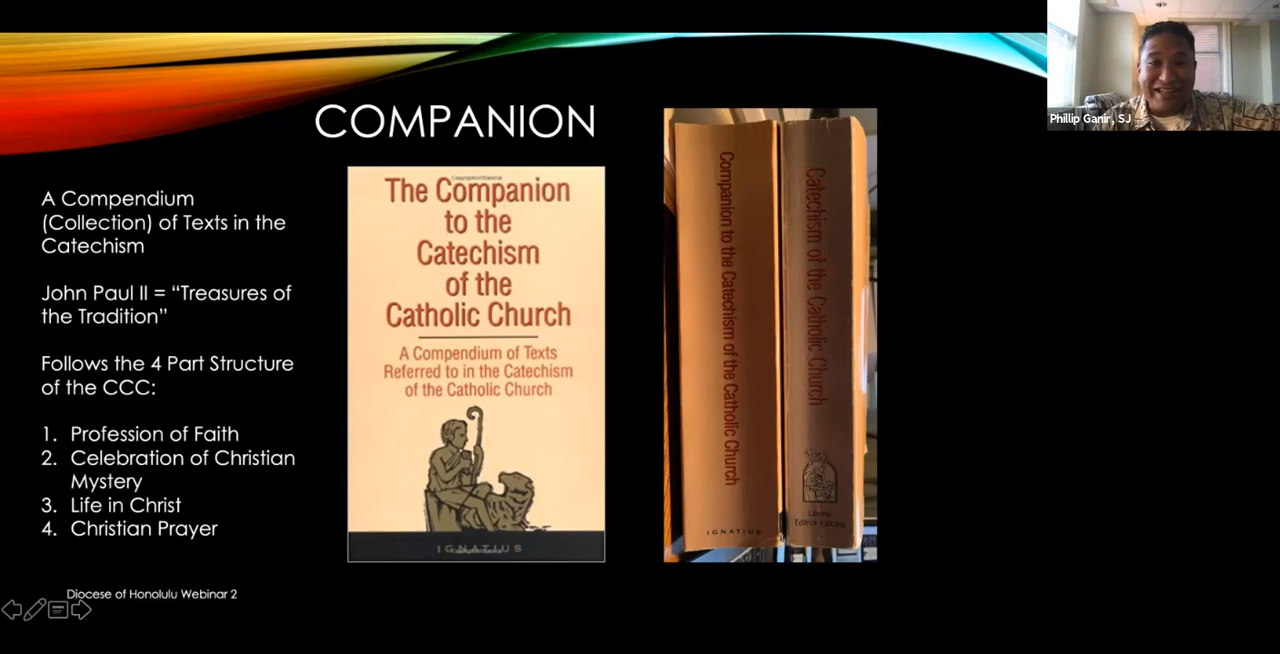 COMPANION
A Compendium
(Collection) of Texts in the
Catechism
John Paul II = “Treasures of
the Tradition”
Follows the 4 Part Structure
of the CCC:
1. Profession of Faith
2. Celebration of Christian
Mystery
3. Life in Christ
4. Christian Prayer
Diocese of Honolulu Webinar 2
The Companion
to the
Catechism
of the
Catholic Church
A Compendium of Texts
Referred to in the Catechism
of the Catholic Church
IGNATIUS
Companion to the Catechism of the Catholic Church
IGNATIUS
Catechism of the Catholic Church
Libreria
Editrice Vaticana
Phillip Ganir, SJ